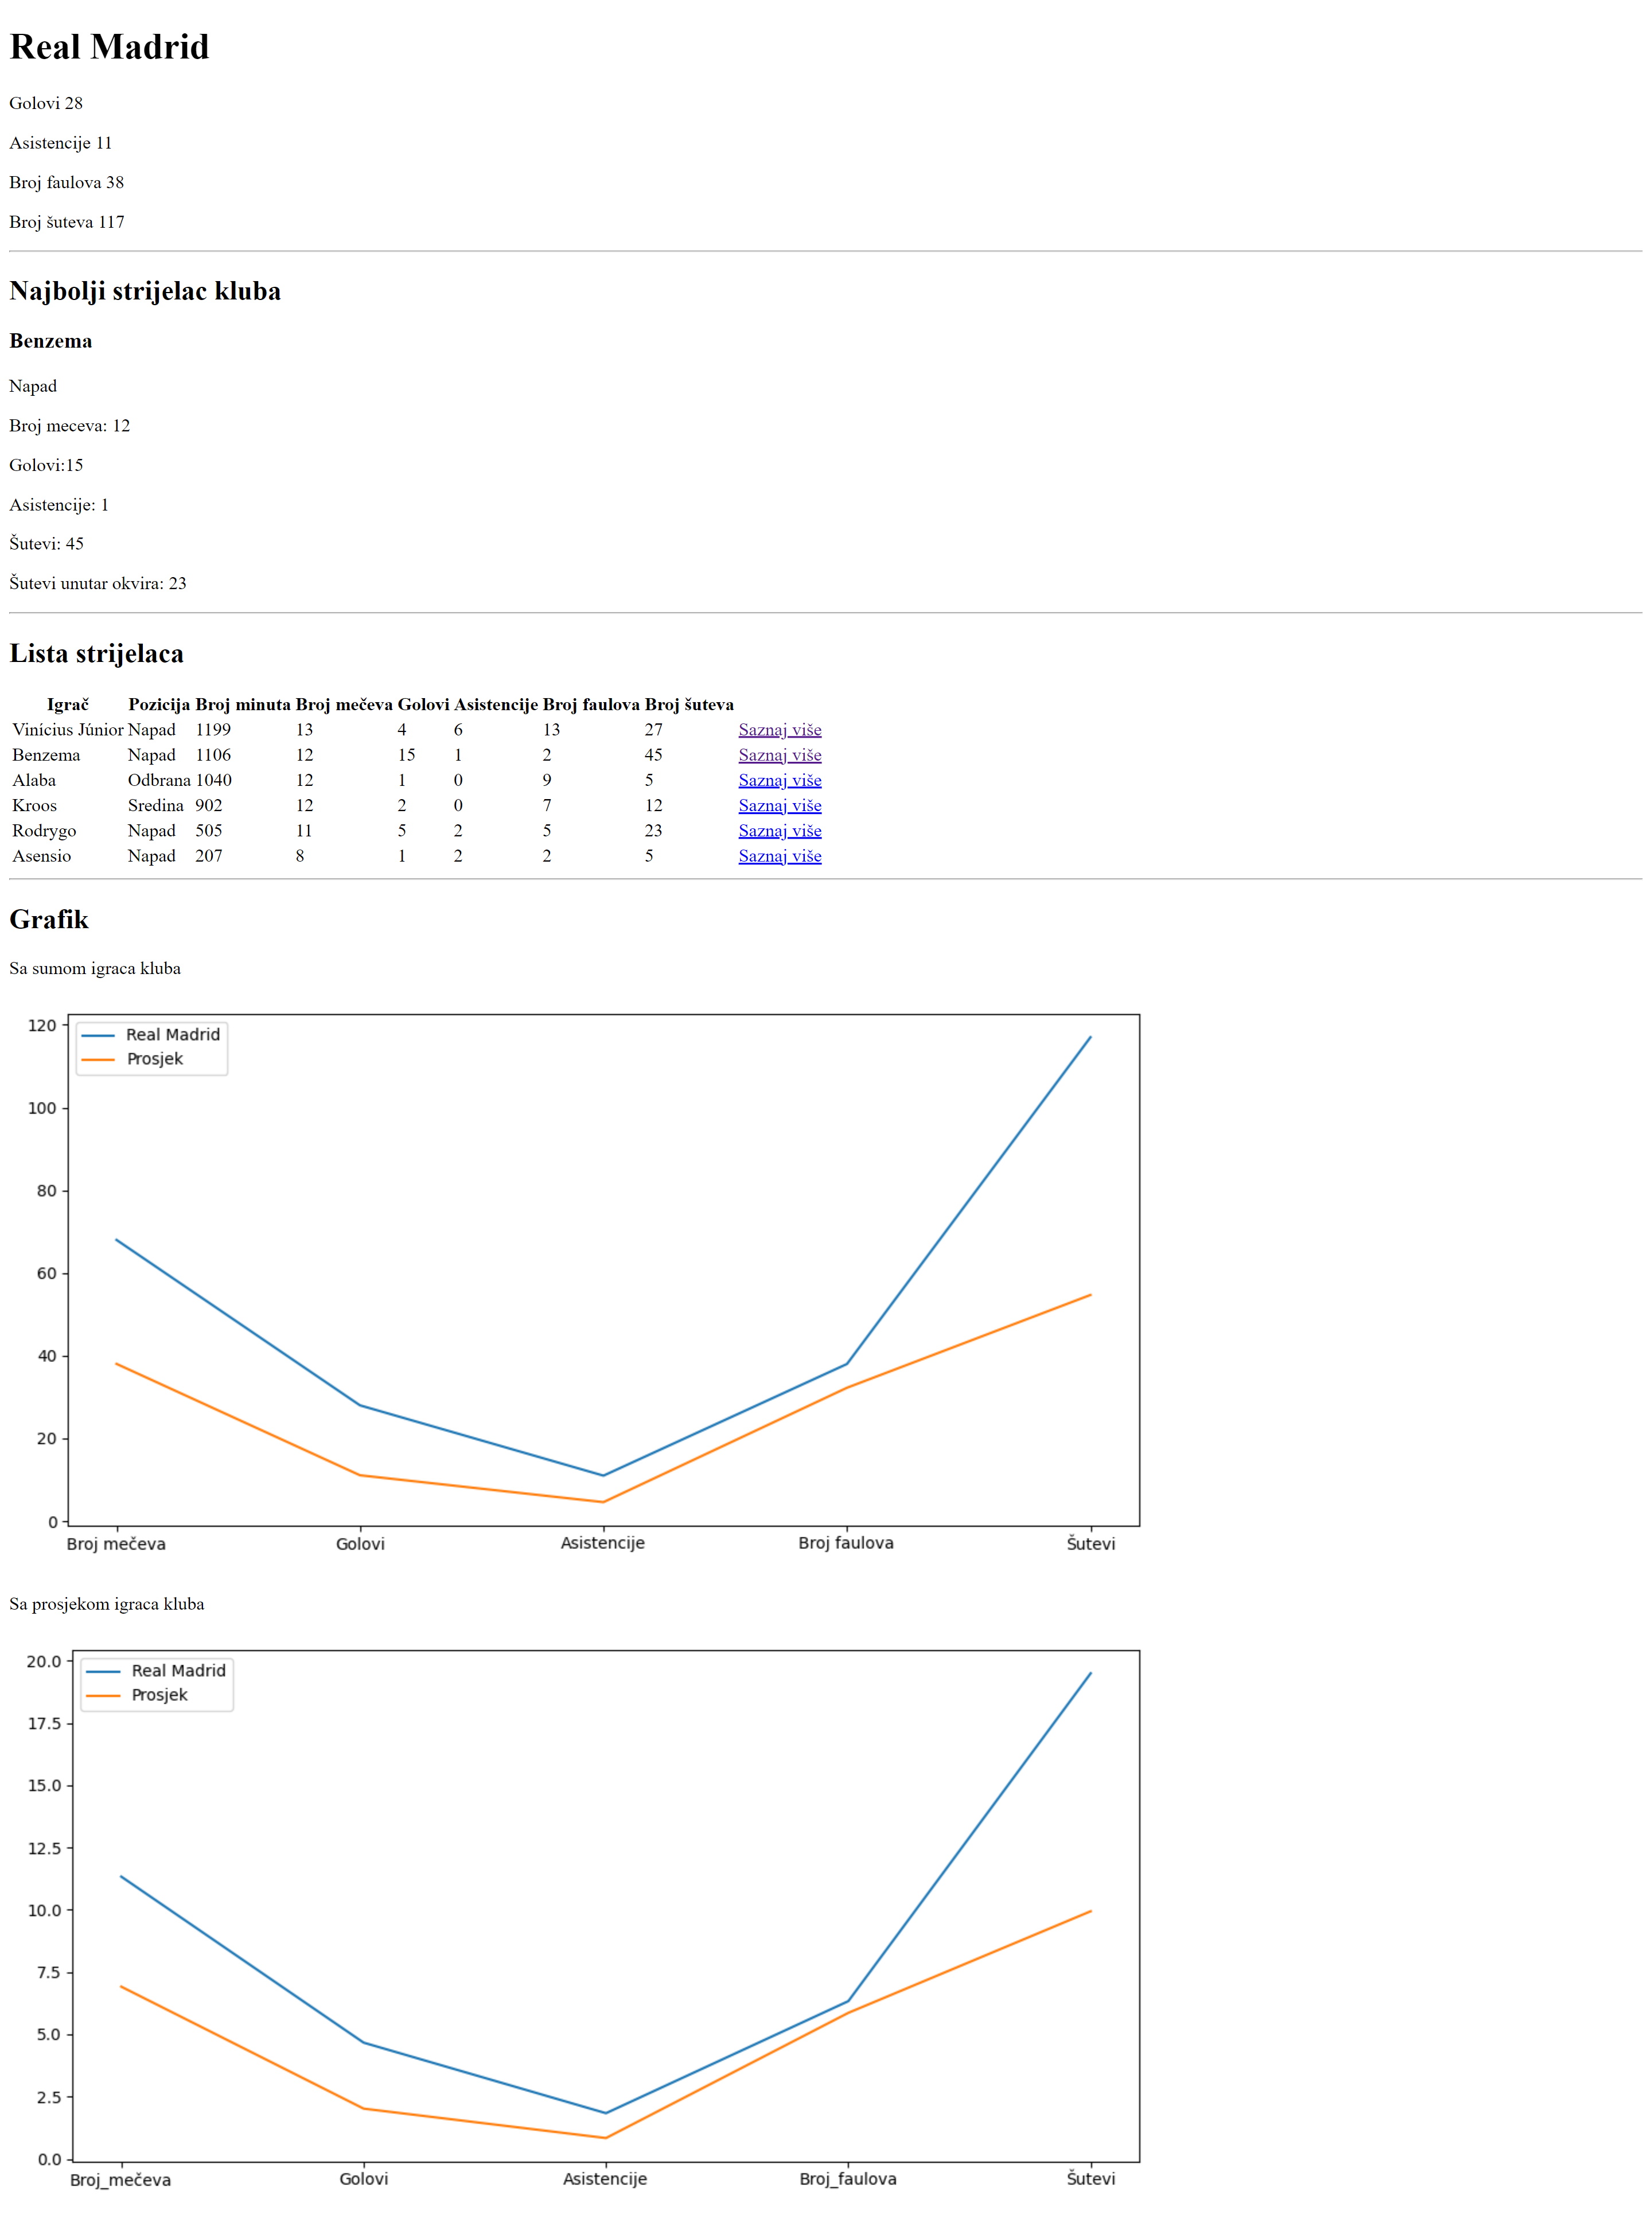 Real Madrid
Golovi 28
Asistencije 11
Broj faulova 38
Broj šuteva 117
Najbolji strijelac kluba
Benzema
Napad
Broj meceva: 12
Golovi:15
Asistencije: 1
Šutevi: 45
Šutevi unutar okvira: 23
Lista strijelaca
Igrač Pozicija Broj minuta Broj mečeva Golovi Asistencije Broj faulova Broj šuteva
Vinícius Júnior Napad 1199 13 4 6 13 27 Saznaj više
Benzema Napad 1106 12 15 1 2 45 Saznaj više
Alaba Odbrana 1040 12 1 0 9 5 Saznaj više
Kroos Sredina 902 12 2 0 7 12 Saznaj više
Rodrygo Napad 505 11 5 2 5 23 Saznaj više
Asensio Napad 207 8 1 2 2 5 Saznaj više
Grafik
Sa sumom igraca kluba
Real Madrid
Prosjek
120
100
80
60
40
20
0
Broj mečeva Golovi Asistencije Broj faulova Šutevi
Sa prosjekom igraca kluba
Real Madrid
Prosjek
20.0
17.5
15.0
12.5
10.0
7.5
5.0
2.5
0.0
Broj_mečeva Golovi Asistencije Broj_faulova Šutevi